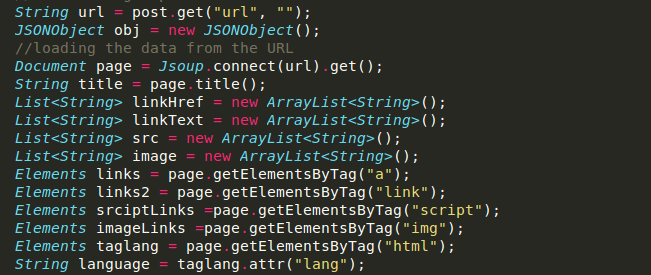 String url = post.get("url", "");
JSONObject obj = new JSONObject();
//loading the data from the URL
Document page = Jsoup.connect(url).get();
String title = page.title();
List<String> linkHref = new ArrayList<String>();
List<String> linkText = new ArrayList<String>();
List<String> src = new ArrayList<String>();
List<String> image = new ArrayList<String>();
Elements links = page.getElementsByTag("a");
Elements links2 = page.getElementsByTag("link");
Elements srciptLinks =page.getElementsByTag("script");
Elements imageLinks =page.getElementsByTag("img");
Elements taglang = page.getElementsByTag("html");
String language = taglang.attr("lang");